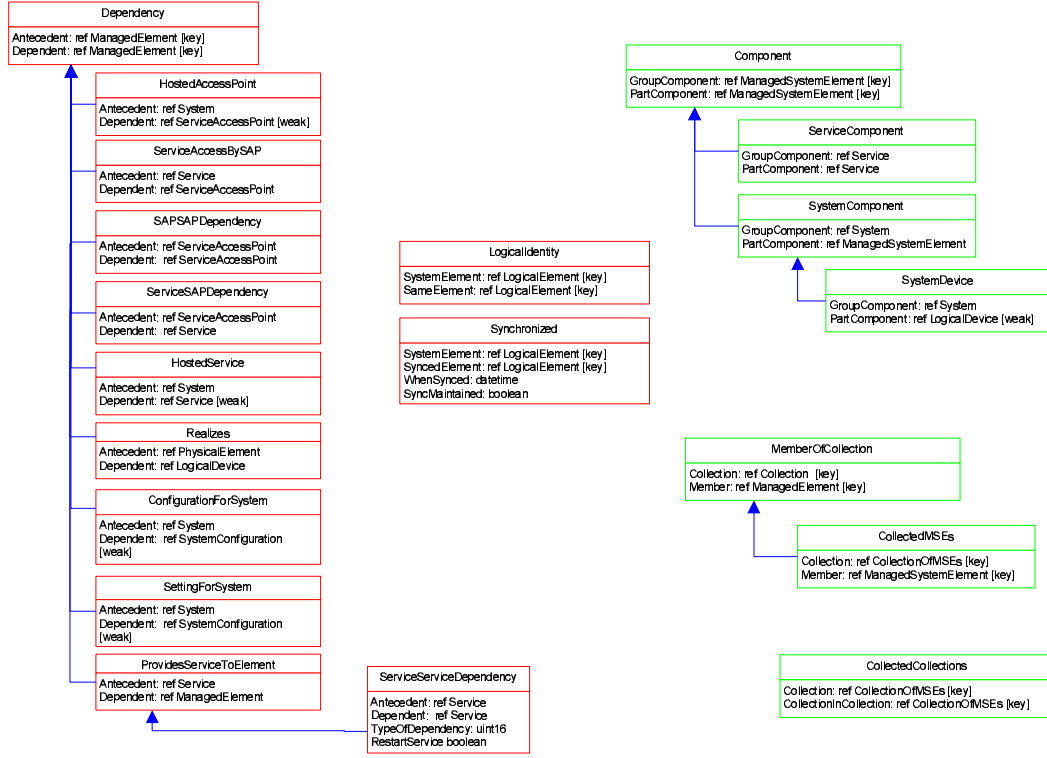 Dependency
Antecedent: ref ManagedElement [key]
Dependent: ref ManagedElement [key]
HostedAccessPoint
Antecedent: ref System
Dependent: ref ServiceAccessPoint [weak]
ServiceAccessBySAP
Antecedent: ref Service
Dependent: ref ServiceAccessPoint
SAPSAPDependency
Antecedent: ref ServiceAccessPoint
Dependent: ref ServiceAccessPoint
ServiceSAPDependency
Antecedent: ref ServiceAccessPoint
Dependent: ref Service
HostedService
Antecedent: ref System
Dependent: ref Service [weak]
Realizes
Antecedent: ref PhysicalElement
Dependent: ref LogicalDevice
ConfigurationForSystem
Antecedent: ref System
Dependent: ref SystemConfiguration
[weak]
SettingForSystem
Antecedent: ref System
Dependent: ref SystemConfiguration
[weak]
ProvidesServiceToElement
Antecedent: ref Service
Dependent: ref ManagedElement
ServiceServiceDependency
Antecedent: ref Service
Dependent: ref Service
TypeOfDependency: uint16
RestartService boolean
LogicalIdentity
SystemElement: ref LogicalElement [key]
SameElement: ref LogicalElement [key]
Synchronized
SystemElement: ref LogicalElement [key]
SyncedElement: ref LogicalElement [key]
WhenSynced: datetime
SyncMaintained: boolean
Component
GroupComponent: ref ManagedSystemElement [key]
PartComponent: ref ManagedSystemElement [key]
ServiceComponent
GroupComponent: ref Service
PartComponent: ref Service
SystemComponent
GroupComponent: ref System
PartComponent: ref ManagedSystemElement
SystemDevice
GroupComponent: ref System
PartComponent: ref LogicalDevice [weak]
MemberOfCollection
Collection: ref Collection [key]
Member: ref ManagedElement [key]
CollectedMSEs
Collection: ref CollectionOfMSEs [key]
Member: ref ManagedSystemElement [key]
CollectedCollections
Collection: ref CollectionOfMSEs [key]
CollectionInCollection: ref CollectionOfMSEs [key]